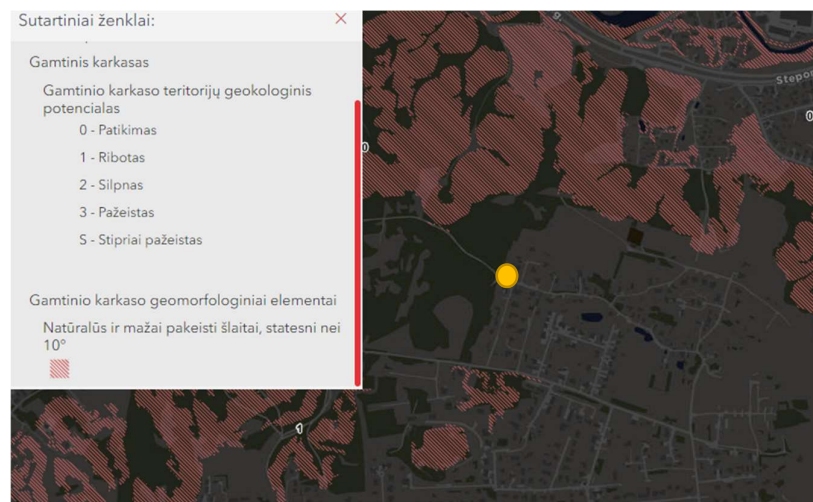 Sutartiniai ženklai:
Gamtinis karkasas
Gamtinio karkaso teritorijų geokologinis
potencialas
0 - Patikimas
1 - Ribotas
2 - Silpnas
3 - Pažeistas
S - Stipriai pažeistas
Gamtinio karkaso geomorfologiniai elementai
Natūralūs ir mažai pakeisti šlaitai, statesni nei
10°
g.
0
0
1